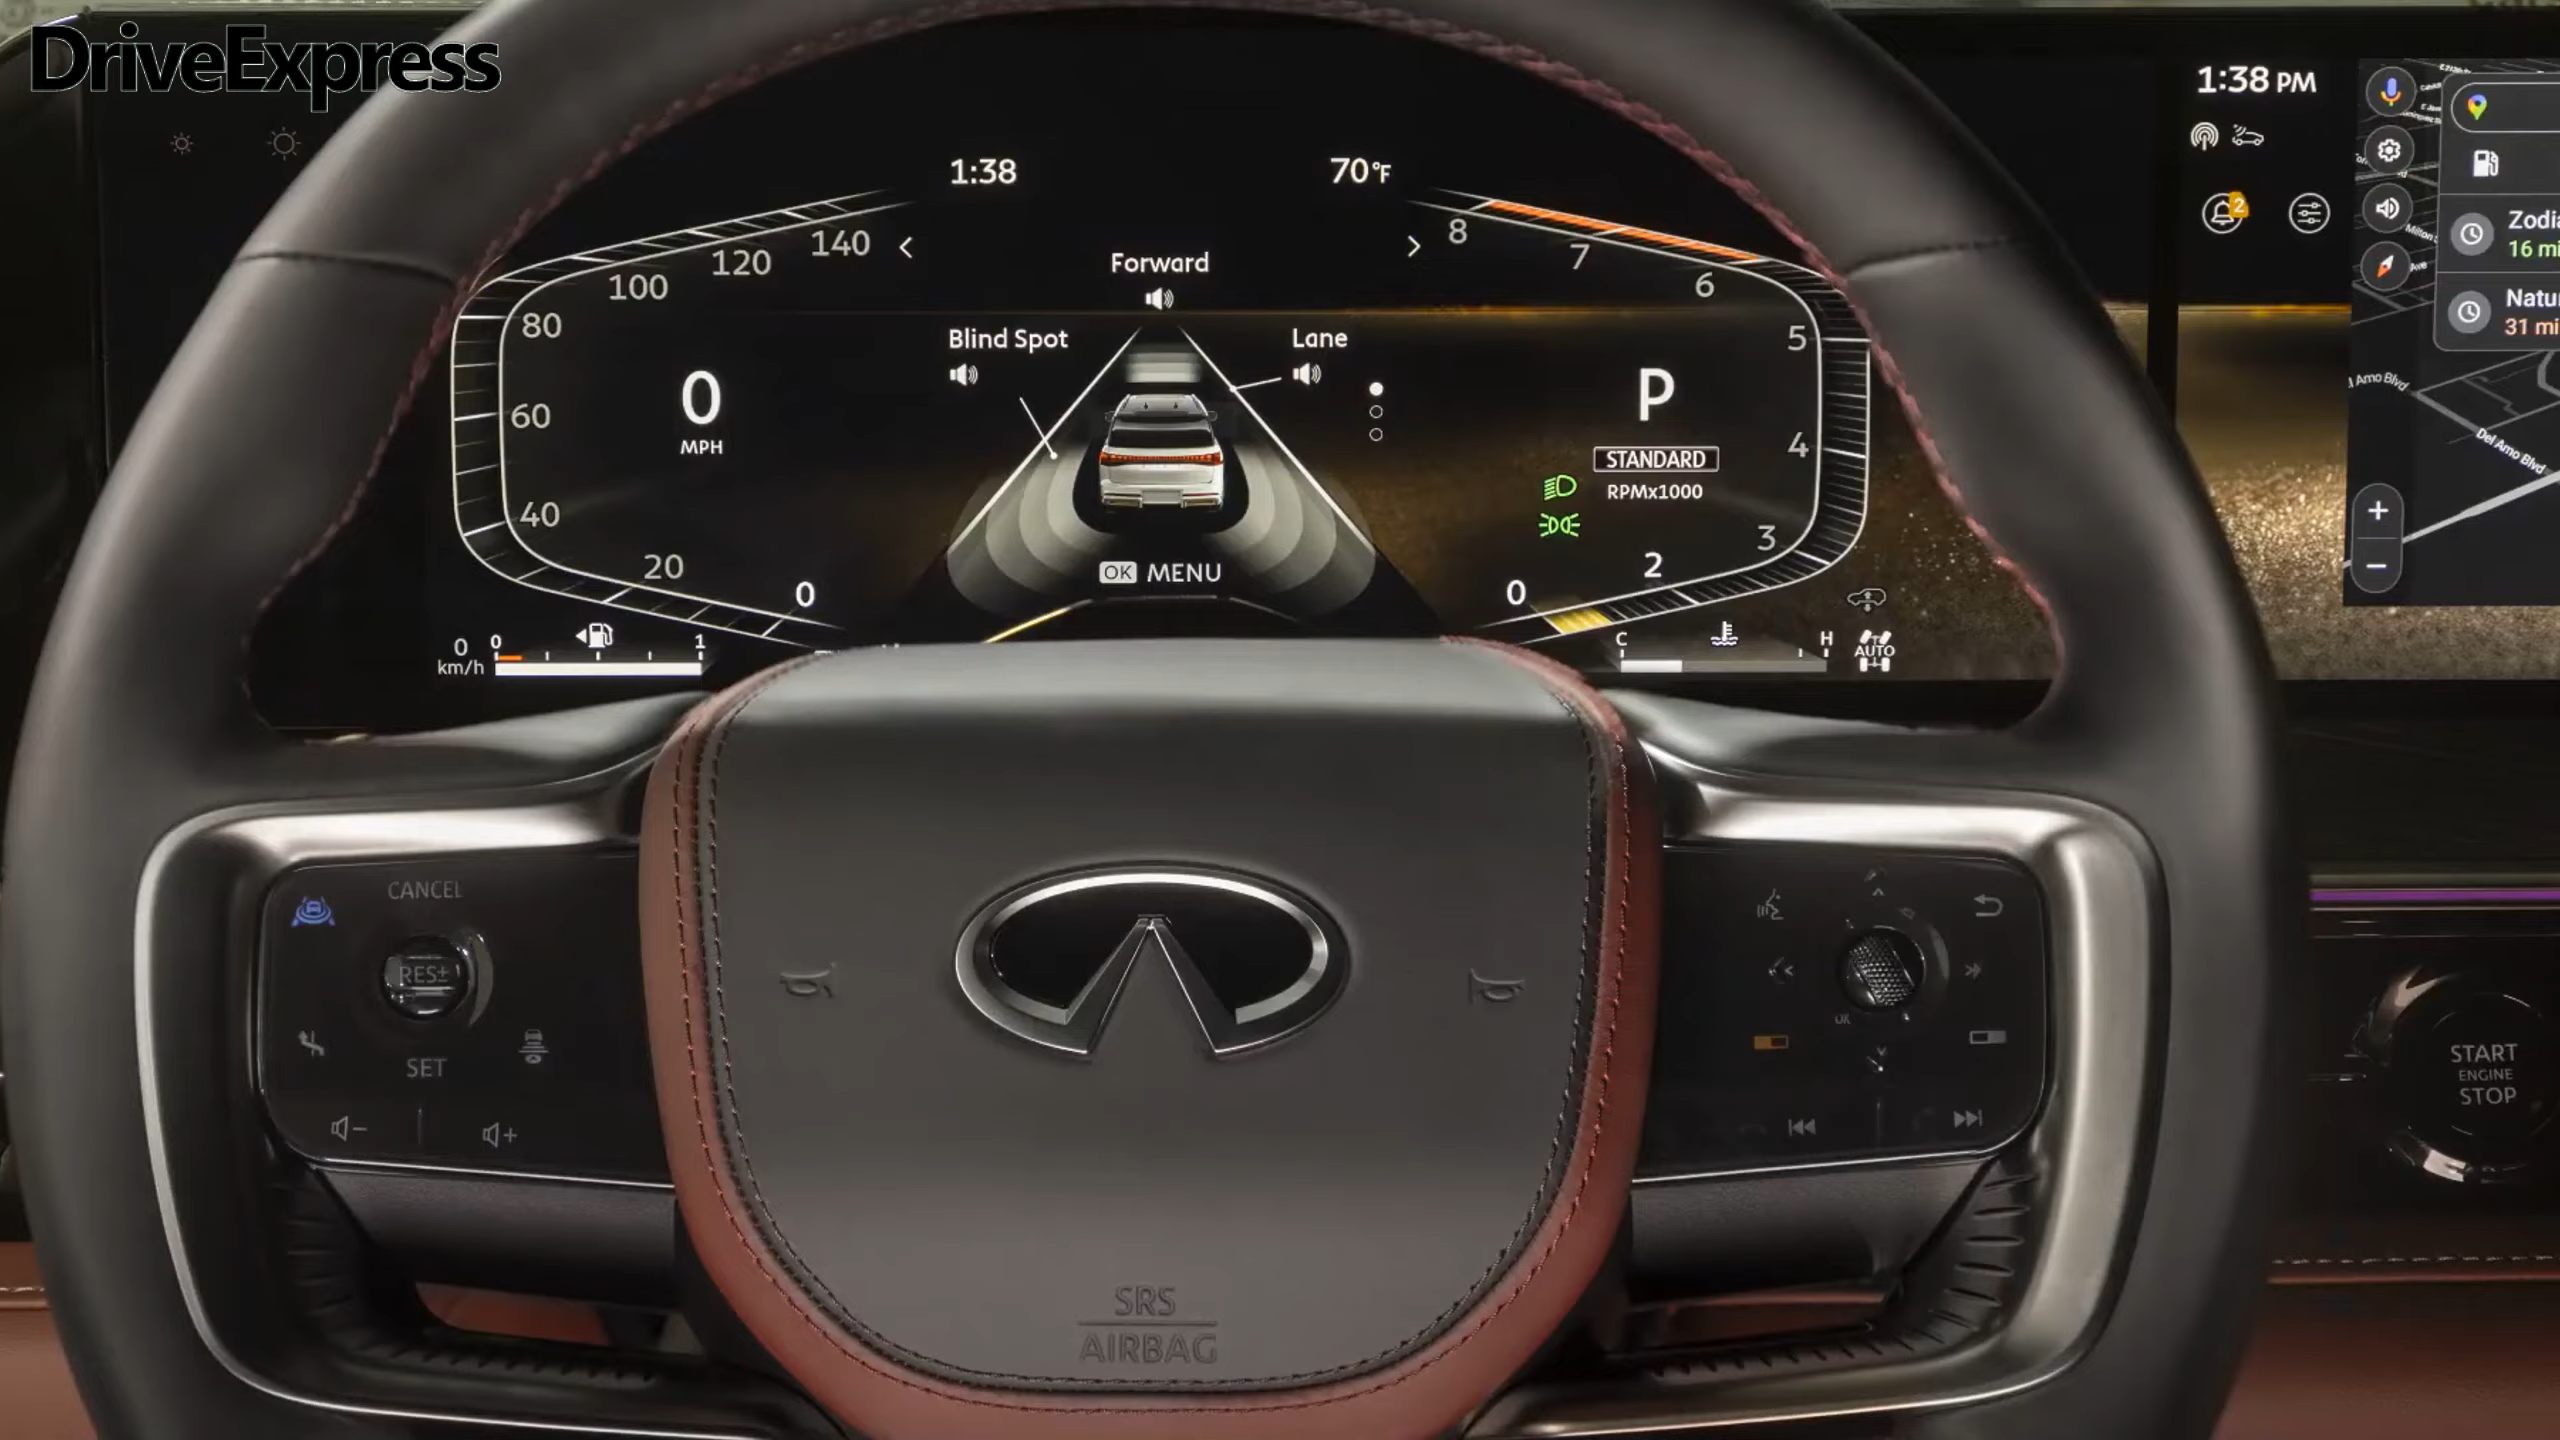 DriveExpress
1:38
70°F
1:38 PM
2
140
120
100
80
60
40
20
0
8
7
6
5
4
3
2
0
Forward
Blind Spot
Lane
0
MPH
P
STANDARD
RPMx1000
OK MENU
0
km/h
0
1
C
H
AUTO
Zodia
16 mi
Natu
31 mi
Amo Blvd
Del Amo Blvd
+
−
CANCEL
RES±
SET
−
+
OK
SRS
AIRBAG
START
ENGINE
STOP